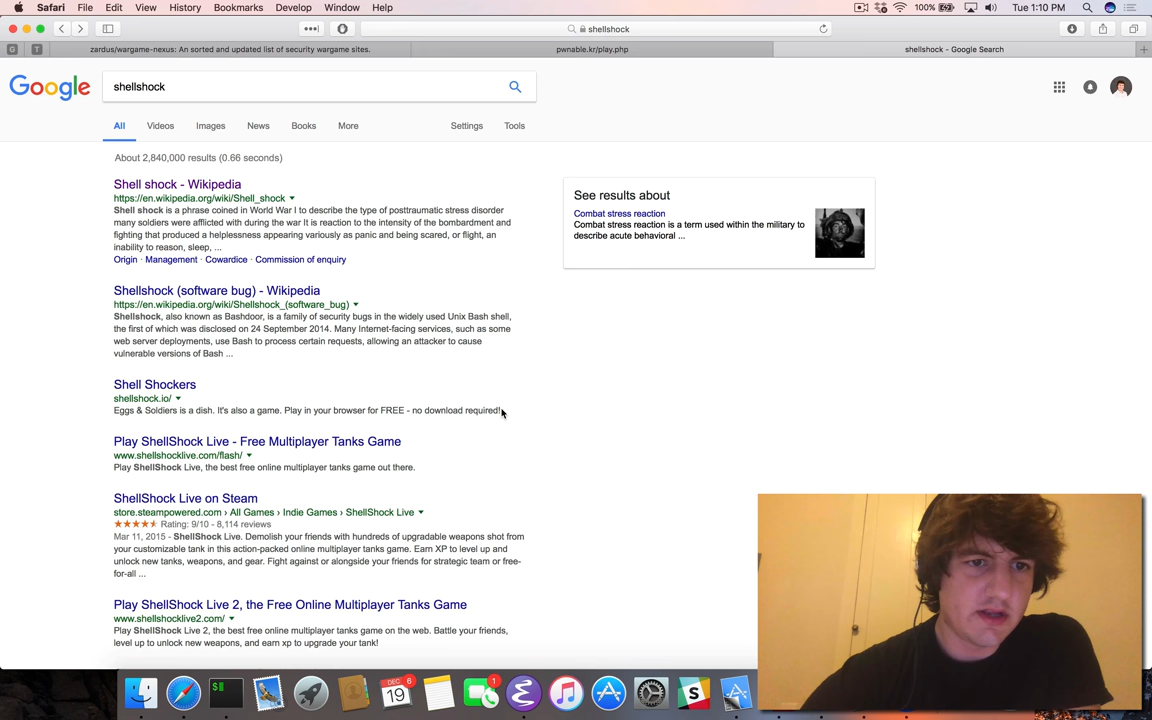 Safari File Edit View History Bookmarks Develop Window Help 100% Tue 1:10 PM
shellshock
G T zardus/wargame-nexus: An sorted and updated list of security wargame sites. pwnable.kr/play.php shellshock - Google Search
Google shellshock
All Videos Images News Books More Settings Tools
About 2,840,000 results (0.66 seconds)
Shell shock - Wikipedia
https://en.wikipedia.org/wiki/Shell_shock
Shell shock is a phrase coined in World War I to describe the type of posttraumatic stress disorder
many soldiers were afflicted with during the war It is reaction to the intensity of the bombardment and
fighting that produced a helplessness appearing variously as panic and being scared, or flight, an
inability to reason, sleep, ...
Origin · Management · Cowardice · Commission of enquiry
See results about
Combat stress reaction
Combat stress reaction is a term used within the military to
describe acute behavioral ...
Shellshock (software bug) - Wikipedia
https://en.wikipedia.org/wiki/Shellshock_(software_bug)
Shellshock, also known as Bashdoor, is a family of security bugs in the widely used Unix Bash shell,
the first of which was disclosed on 24 September 2014. Many Internet-facing services, such as some
web server deployments, use Bash to process certain requests, allowing an attacker to cause
vulnerable versions of Bash ...
Shell Shockers
shellshock.io/
Eggs & Soldiers is a dish. It's also a game. Play in your browser for FREE - no download required!
Play ShellShock Live - Free Multiplayer Tanks Game
www.shellshocklive.com/flash/
Play ShellShock Live, the best free online multiplayer tanks game out there.
ShellShock Live on Steam
store.steampowered.com › All Games › Indie Games › ShellShock Live
Rating: 9/10 - 8,114 reviews
Mar 11, 2015 - ShellShock Live. Demolish your friends with hundreds of upgradable weapons shot from
your customizable tank in this action-packed online multiplayer tanks game. Earn XP to level up and
unlock new tanks, weapons, and gear. Fight against or alongside your friends for strategic team or free-
for-all ...
Play ShellShock Live 2, the Free Online Multiplayer Tanks Game
www.shellshocklive2.com/
Play ShellShock Live 2, the best free online multiplayer tanks game on the web. Battle your friends,
level up to unlock new weapons, and earn xp to upgrade your tank!
DEC 6 1
19